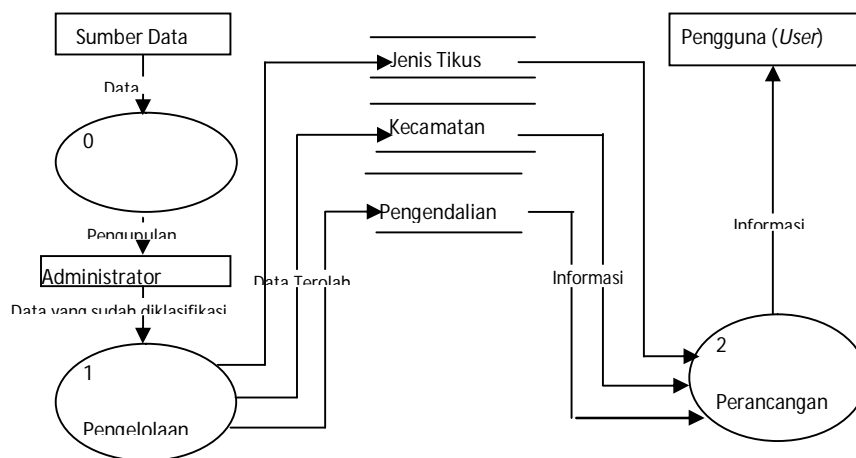 Sumber Data
Data
0
Pengupulan
Administrator
Data yang sudah diklasifikasi
1
Pengelolaan
Data Terolah
Jenis Tikus
Kecamatan
Pengendalian
Informasi
Pengguna (User)
Informasi
2
Perancangan